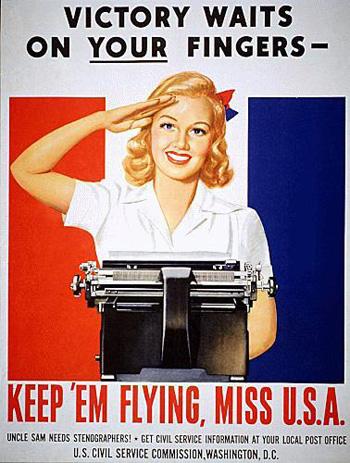 VICTORY WAITS
ON YOUR FINGERS—
KEEP 'EM FLYING, MISS U.S.A.
UNCLE SAM NEEDS STENOGRAPHERS! • GET CIVIL SERVICE INFORMATION AT YOUR LOCAL POST OFFICE
U.S. CIVIL SERVICE COMMISSION, WASHINGTON, D.C.